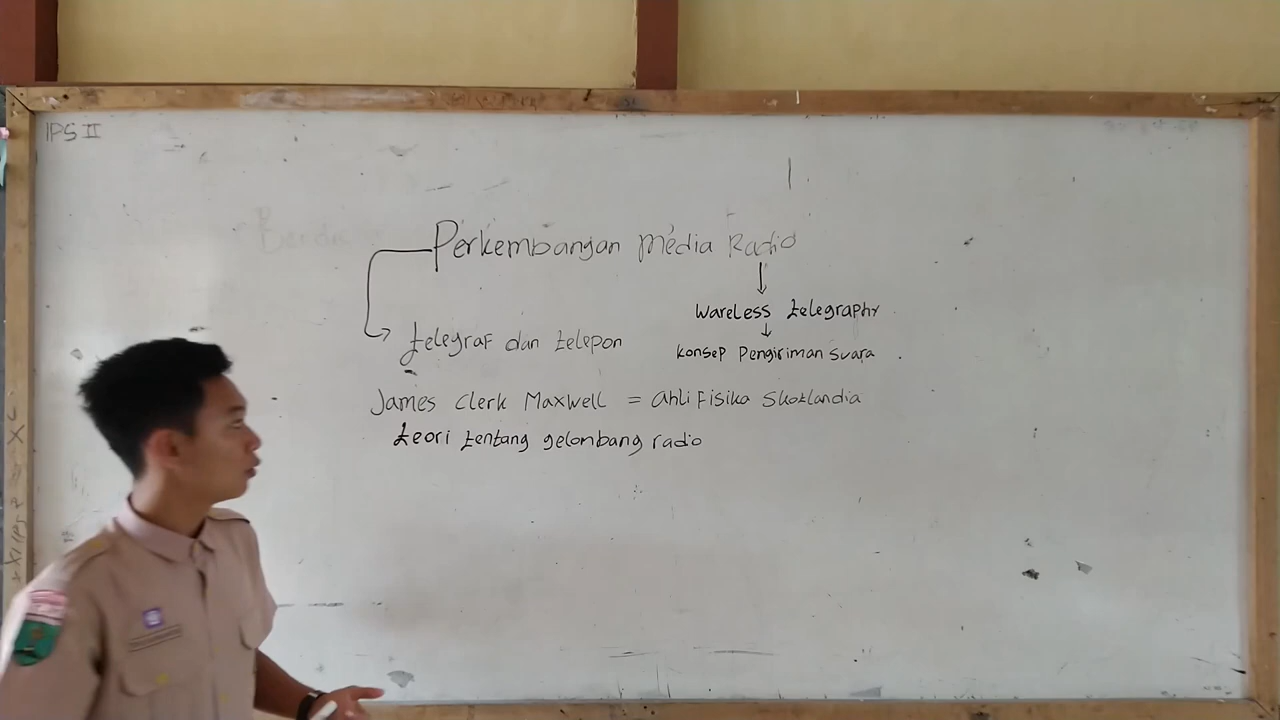 IPS II
Perkembangan Media Radio
Wareless telegraphy
telegraf dan telepon
Konsep Pengiriman Suara
James Clerk Maxwell = ahli Fisika Skotlandia
teori tentang gelombang radio